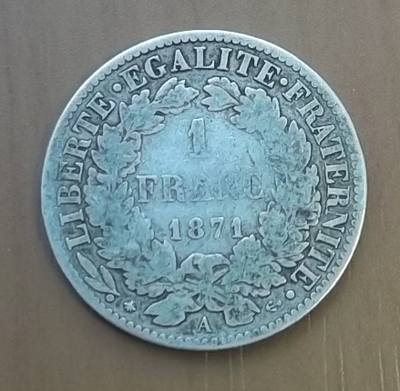 LIBERTE · EGALITE · FRATERNITE
1
FRANC
1871
A